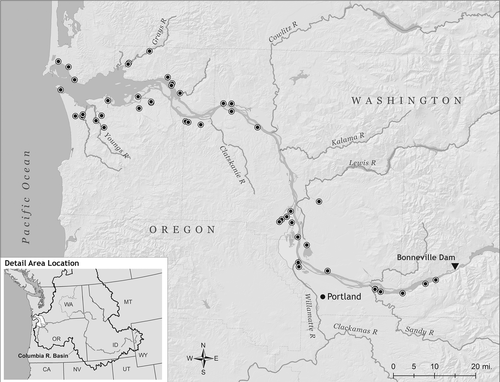 Grays R
Cowlitz R
WASHINGTON
Kalama R
Lewis R
Youngs R
Clatskanie R
Pacific Ocean
OREGON
Bonneville Dam
Portland
Willamette R
Clackamas R
Sandy R
Detail Area Location
WA
MT
OR
ID
Columbia R. Basin
WY
CA
NV
UT
N
W
E
S
0 5 10 20 mi.